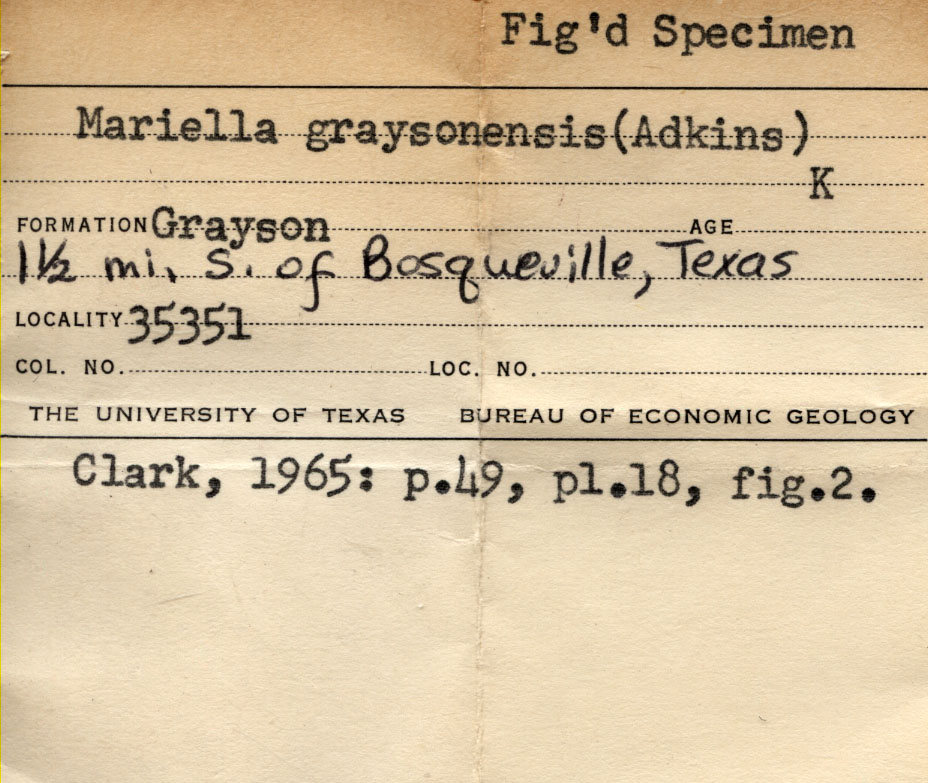 Fig'd Specimen
Mariella graysonensis(Adkins)
K
FORMATION Grayson AGE
1½ mi. S. of Bosqueville, Texas
LOCALITY 35351
COL. NO. LOC. NO.
THE UNIVERSITY OF TEXAS BUREAU OF ECONOMIC GEOLOGY
Clark, 1965: p.49, pl.18, fig.2.